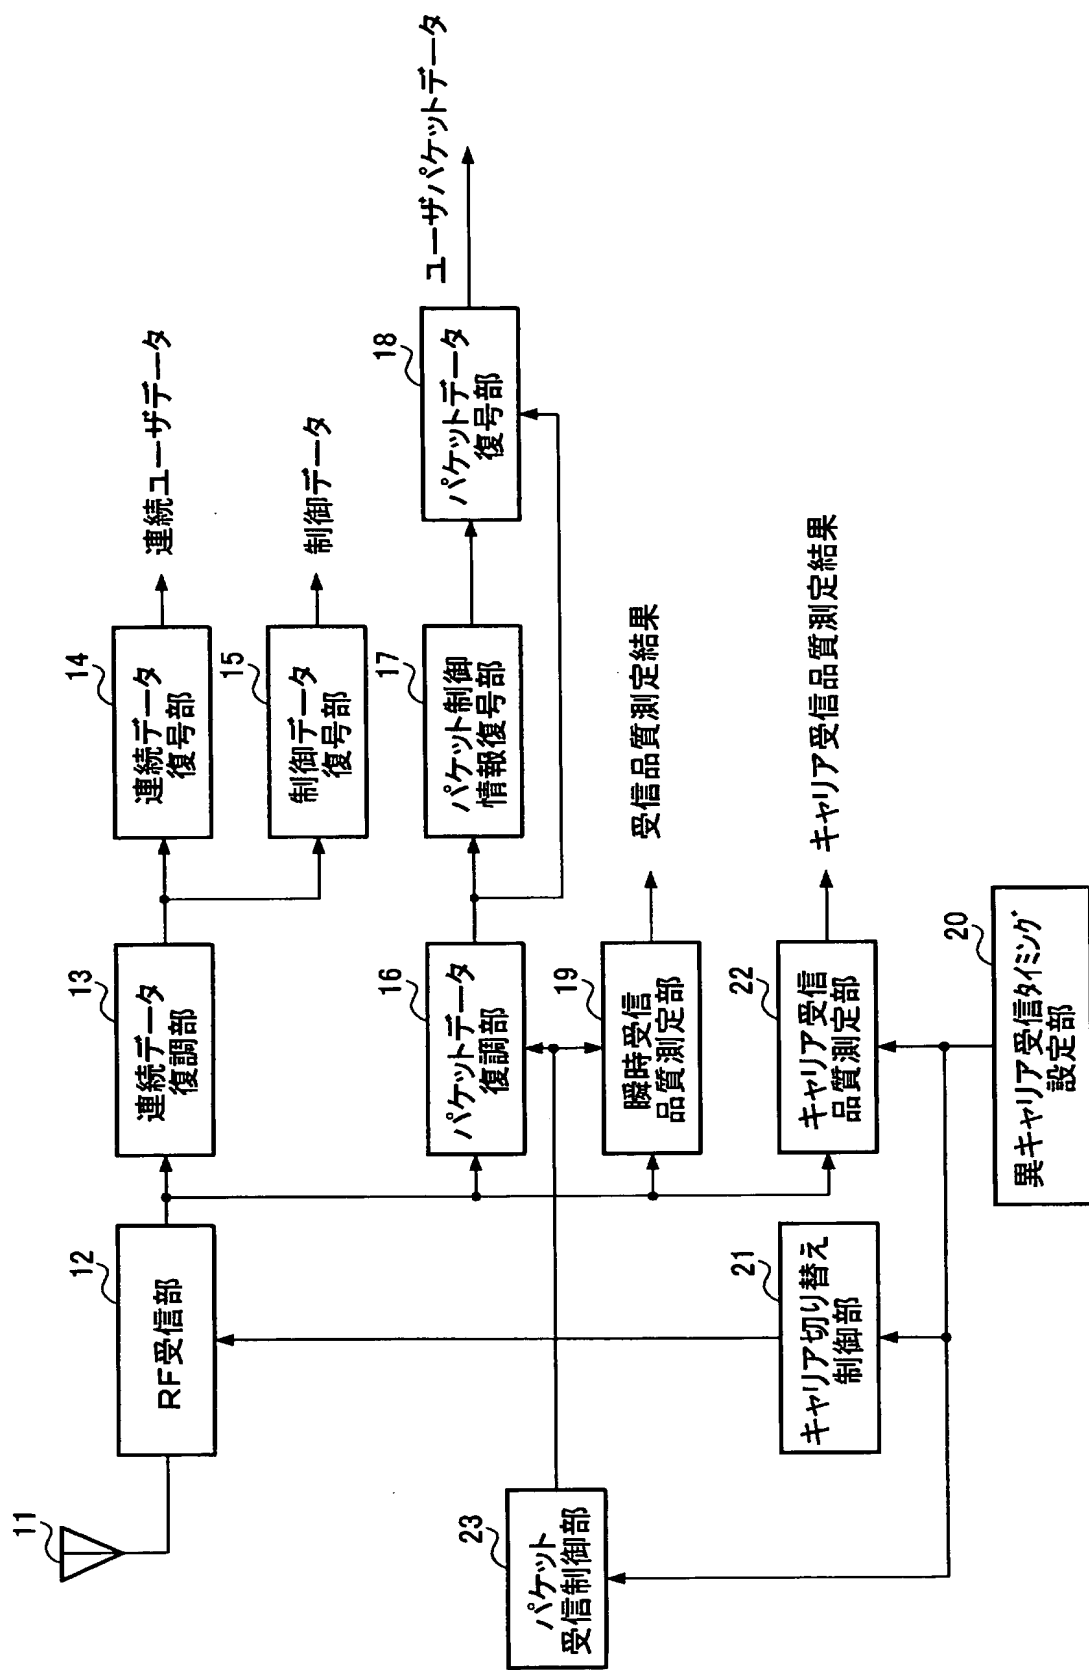 11
12
RF受信部
13
連続データ
復調部
14
連続データ
復号部
連続ユーザデータ
15
制御データ
復号部
制御データ
16
パケットデータ
復調部
17
パケット制御
情報復号部
18
パケットデータ
復号部
ユーザパケットデータ
19
瞬時受信
品質測定部
受信品質測定結果
23
パケット
受信制御部
21
キャリア切り替え
制御部
22
キャリア受信
品質測定部
キャリア受信品質測定結果
20
異キャリア受信タイミング
設定部